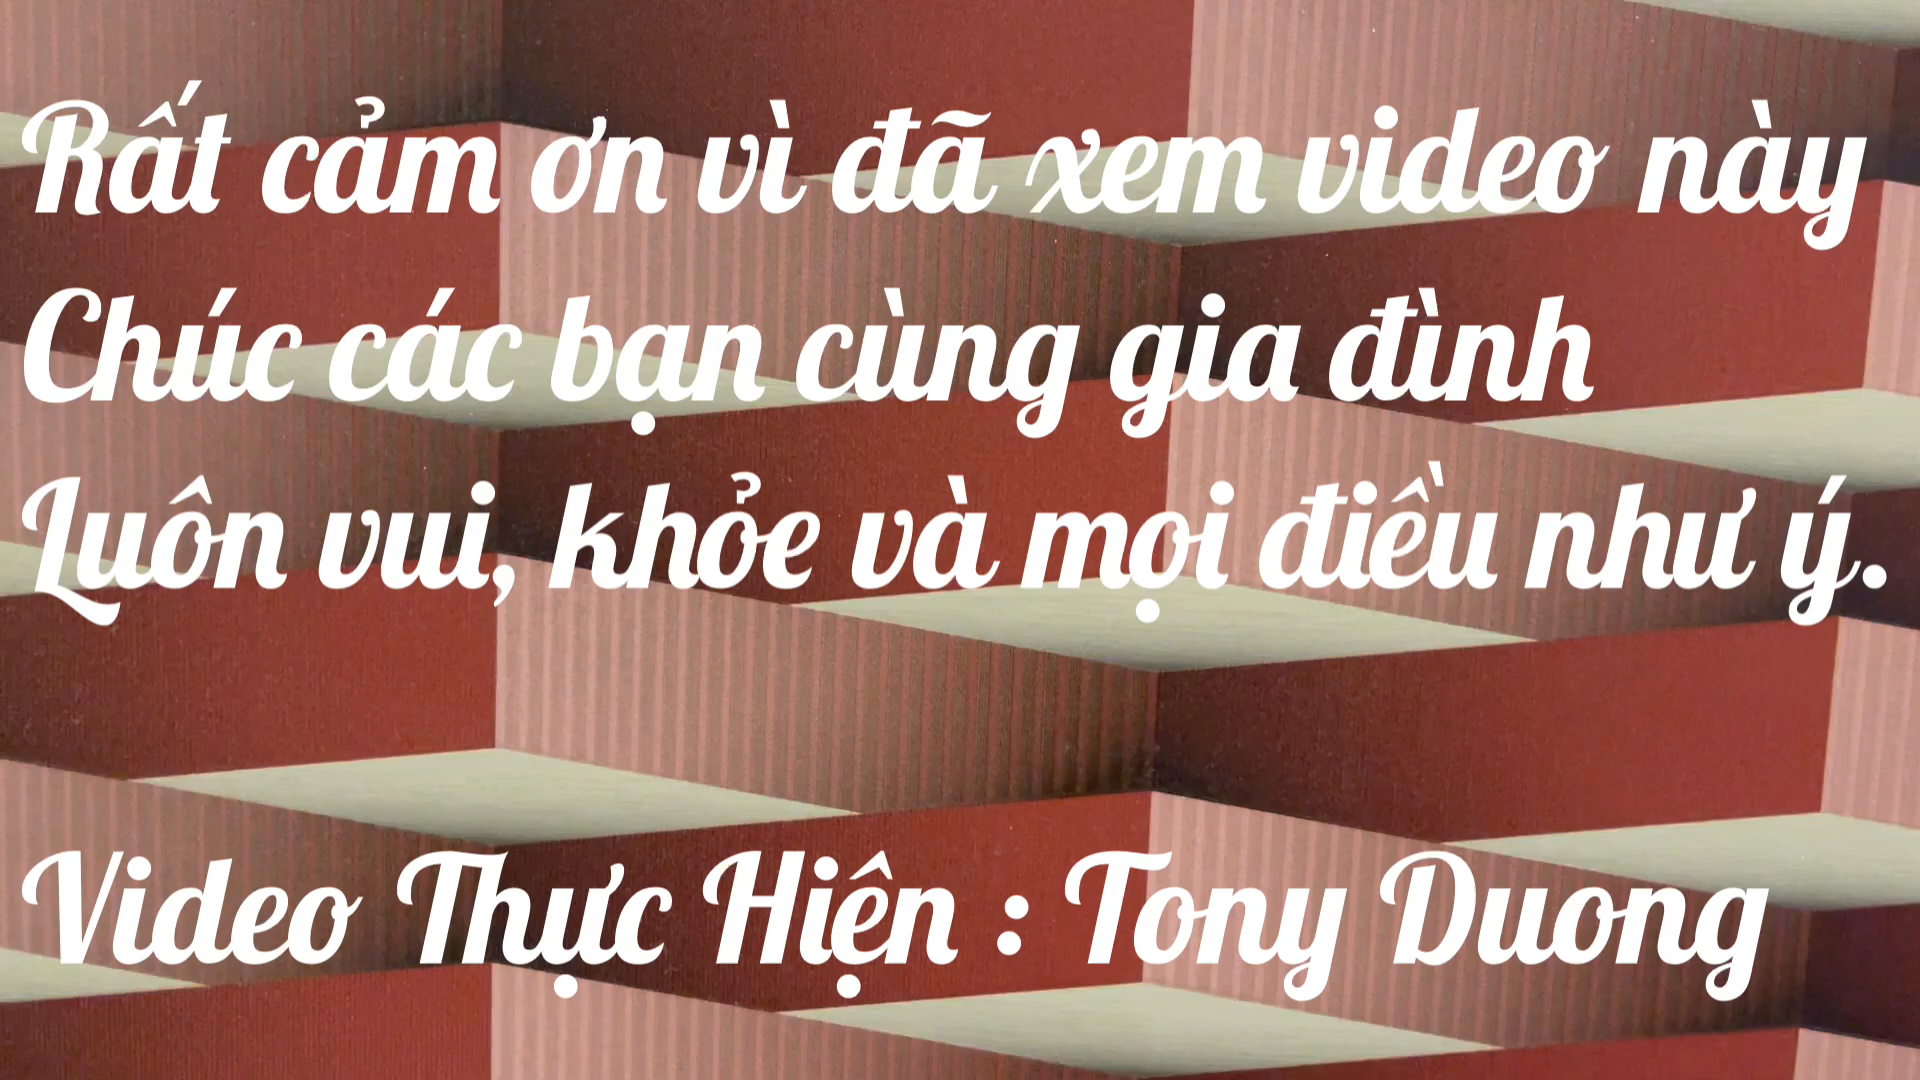 Rất cảm ơn vì đã xem video này
Chúc các bạn cùng gia đình
Luôn vui, khỏe và mọi điều như ý.
Video Thực Hiện : Tony Duong